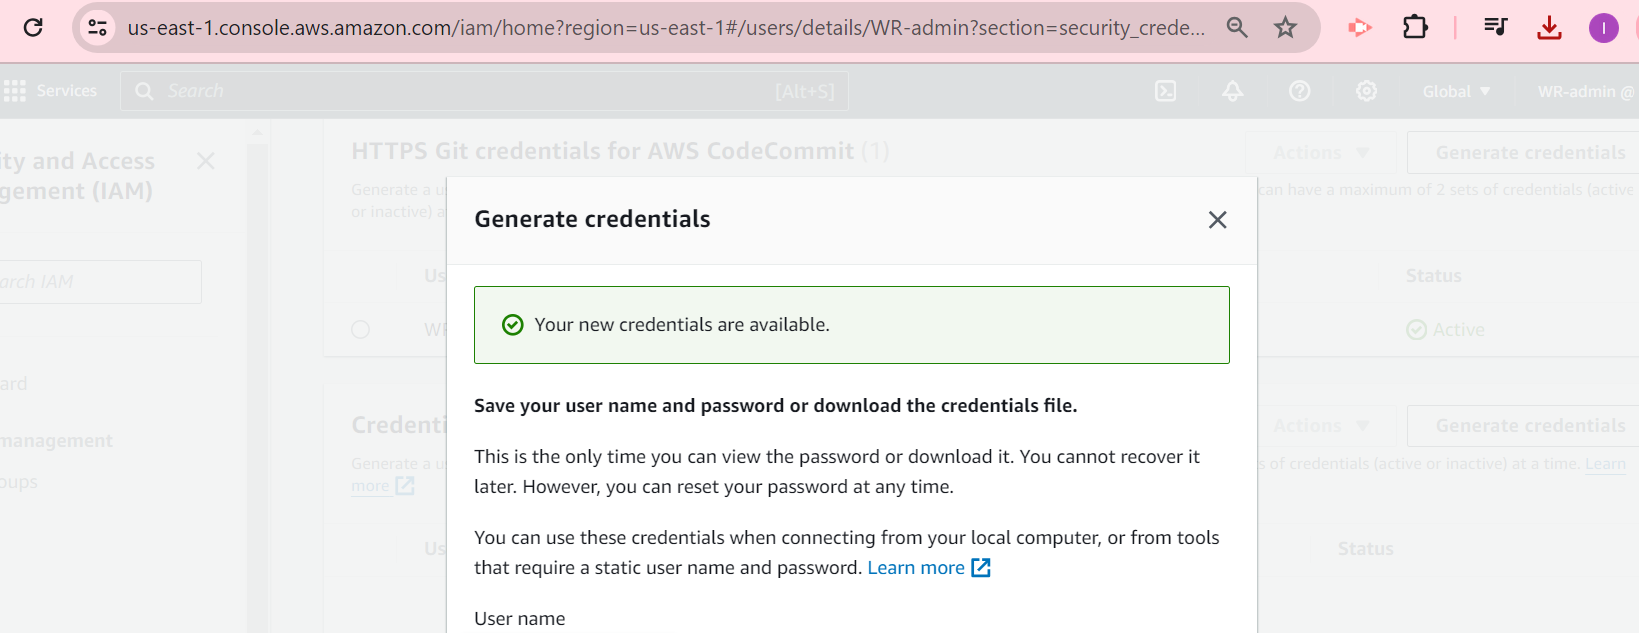 us-east-1.console.aws.amazon.com/iam/home?region=us-east-1#/users/details/WR-admin?section=security_crede...
I
Services
Search
[Alt+S]
Global
WR-admin @
ity and Access
gement (IAM)
arch IAM
ard
management
oups
HTTPS Git credentials for AWS CodeCommit (1)
Actions
Generate credentials
Generate a u
can have a maximum of 2 sets of credentials (active
or inactive) a
Us
Status
WR
Active
Credenti
Actions
Generate credentials
Generate a u
s of credentials (active or inactive) at a time. Learn
more
Us
Status
Generate credentials
Your new credentials are available.
Save your user name and password or download the credentials file.
This is the only time you can view the password or download it. You cannot recover it
later. However, you can reset your password at any time.
You can use these credentials when connecting from your local computer, or from tools
that require a static user name and password. Learn more
User name